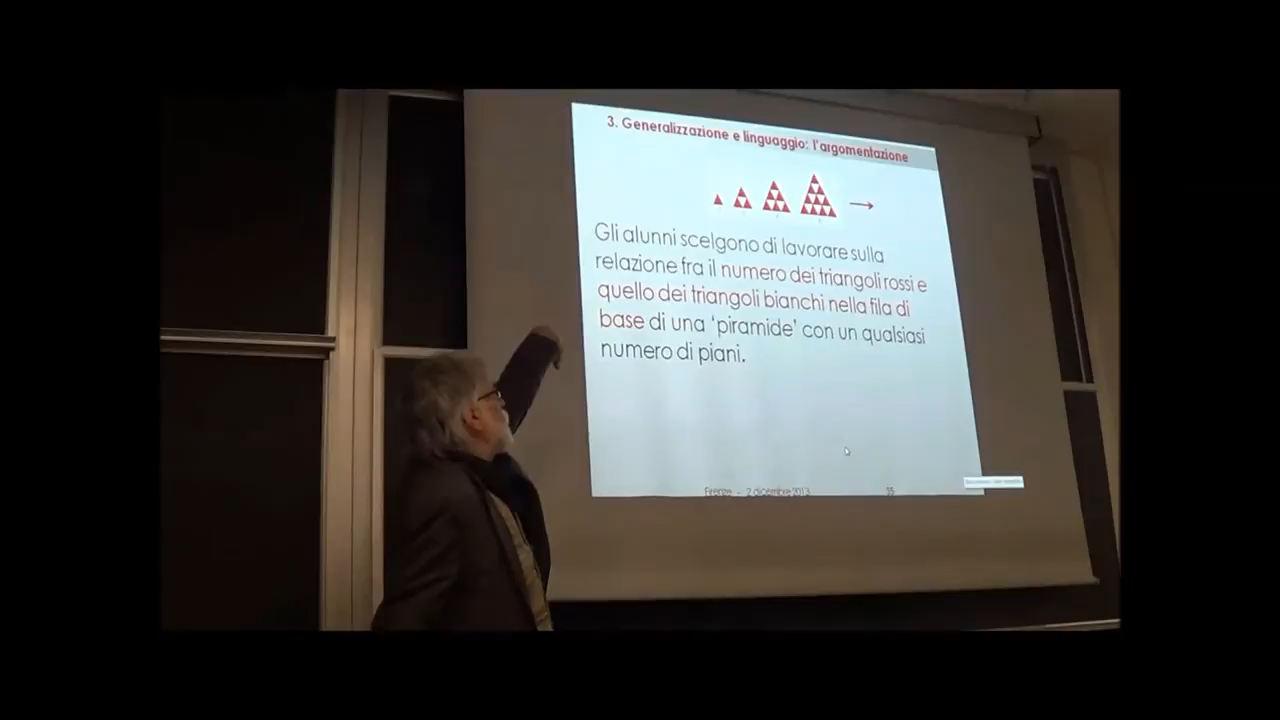 3. Generalizzazione e linguaggio: l'argomentazione
Gli alunni scelgono di lavorare sulla
relazione fra il numero dei triangoli rossi e
quello dei triangoli bianchi nella fila di
base di una 'piramide' con un qualsiasi
numero di piani.
Firenze - 2 dicembre 2013
35